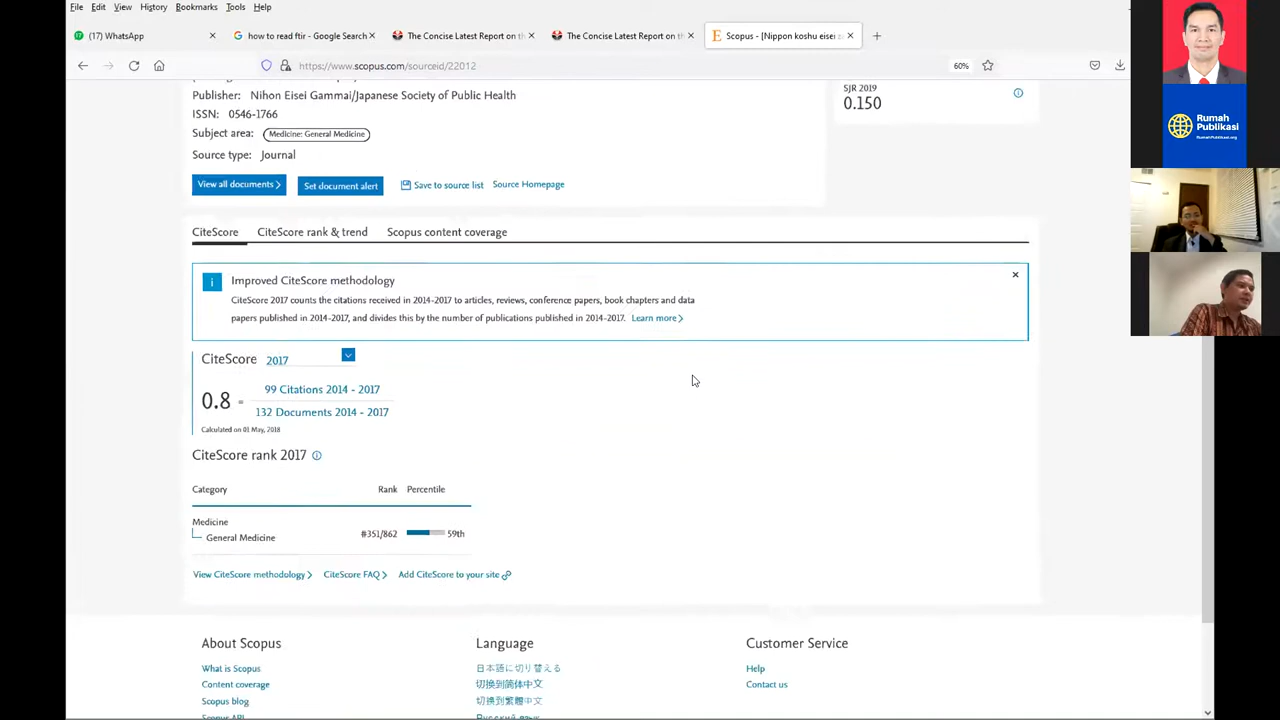 File Edit View History Bookmarks Tools Help
(17) WhatsApp
how to read ftir - Google Search
The Concise Latest Report on th
The Concise Latest Report on th
Scopus - [Nippon koshu eisei
https://www.scopus.com/sourceid/22012
60%
Publisher: Nihon Eisei Gammai/Japanese Society of Public Health
ISSN: 0546-1766
Subject area: Medicine: General Medicine
Source type: Journal
SJR 2019
0.150
View all documents
Set document alert
Save to source list
Source Homepage
CiteScore
CiteScore rank & trend
Scopus content coverage
Improved CiteScore methodology
CiteScore 2017 counts the citations received in 2014-2017 to articles, reviews, conference papers, book chapters and data
papers published in 2014-2017, and divides this by the number of publications published in 2014-2017. Learn more
CiteScore 2017
0.8 =
99 Citations 2014 - 2017
132 Documents 2014 - 2017
Calculated on 01 May, 2018
CiteScore rank 2017
Category Rank Percentile
Medicine
General Medicine #351/862 59th
View CiteScore methodology
CiteScore FAQ
Add CiteScore to your site
About Scopus
What is Scopus
Content coverage
Scopus blog
Scopus API
Language
日本語に切り替える
切换到简体中文
切換到繁體中文
Русский язык
Customer Service
Help
Contact us
Rumah
Publikasi
RumahPublikasi.org